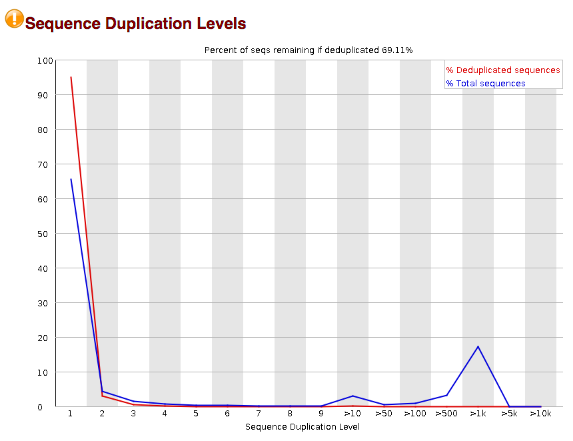 Sequence Duplication Levels
Percent of seqs remaining if deduplicated 69.11%
% Deduplicated sequences
% Total sequences
100
90
80
70
60
50
40
30
20
10
0
1 2 3 4 5 6 7 8 9 >10 >50 >100 >500 >1k >5k >10k
Sequence Duplication Level